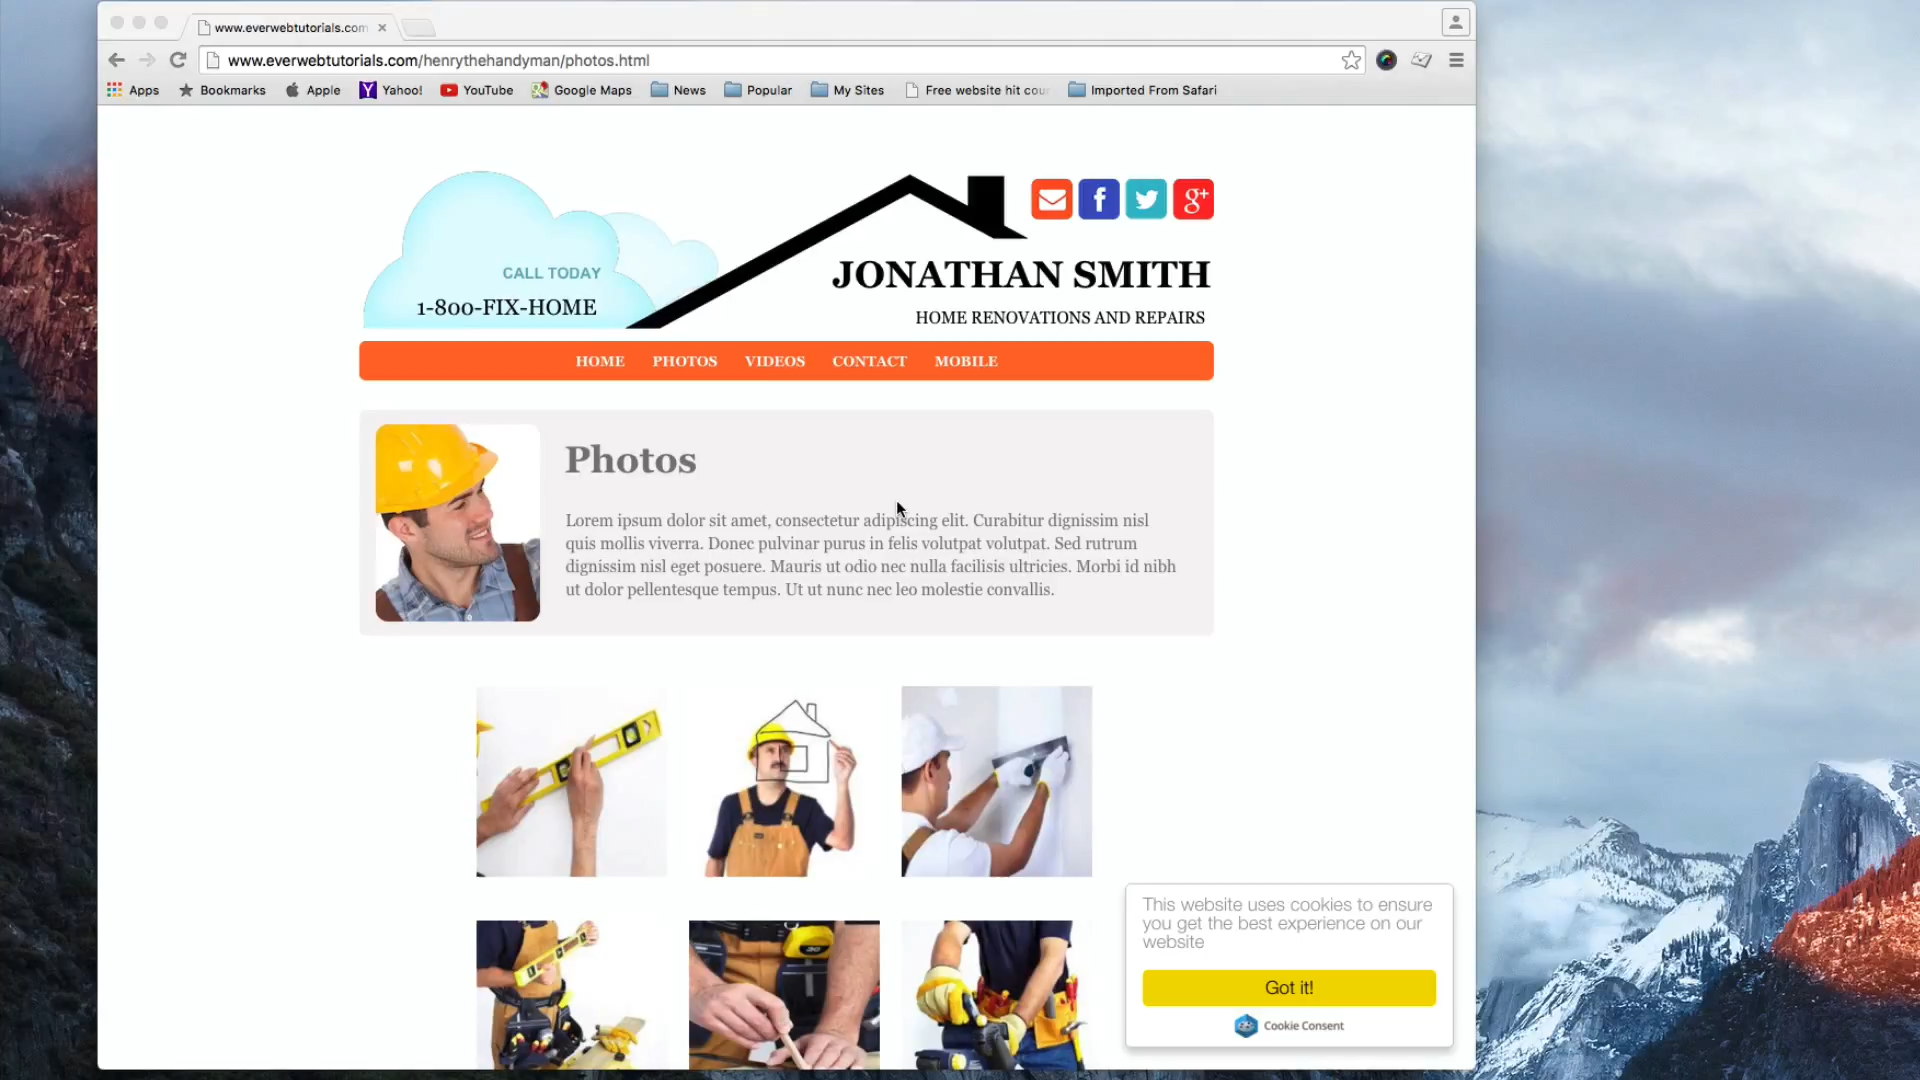 www.everwebtutorials.com
www.everwebtutorials.com/henrythehandyman/photos.html
Apps Bookmarks Apple Yahoo! YouTube Google Maps News Popular My Sites Free website hit cou Imported From Safari
CALL TODAY
1-800-FIX-HOME
JONATHAN SMITH
HOME RENOVATIONS AND REPAIRS
HOME PHOTOS VIDEOS CONTACT MOBILE
Photos
Lorem ipsum dolor sit amet, consectetur adipiscing elit. Curabitur dignissim nisl
quis mollis viverra. Donec pulvinar purus in felis volutpat volutpat. Sed rutrum
dignissim nisl eget posuere. Mauris ut odio nec nulla facilisis ultricies. Morbi id nibh
ut dolor pellentesque tempus. Ut ut nunc nec leo molestie convallis.
This website uses cookies to ensure
you get the best experience on our
website
Got it!
Cookie Consent